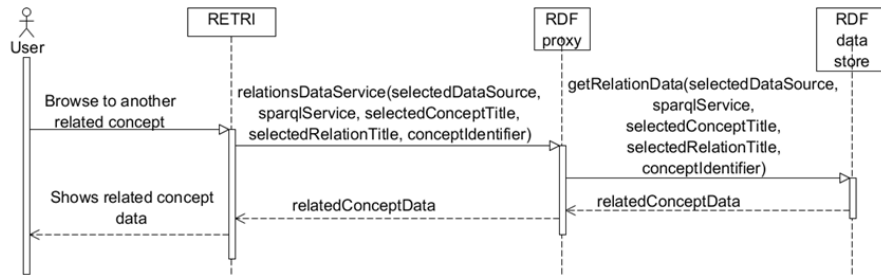 User
RETRI
RDF
proxy
RDF
data
store
Browse to another
related concept
relationsDataService(selectedDataSource,
sparqlService, selectedConceptTitle,
selectedRelationTitle, conceptIdentifier)
getRelationData(selectedDataSource,
sparqlService,
selectedConceptTitle,
selectedRelationTitle,
conceptIdentifier)
Shows related concept
data
relatedConceptData
relatedConceptData